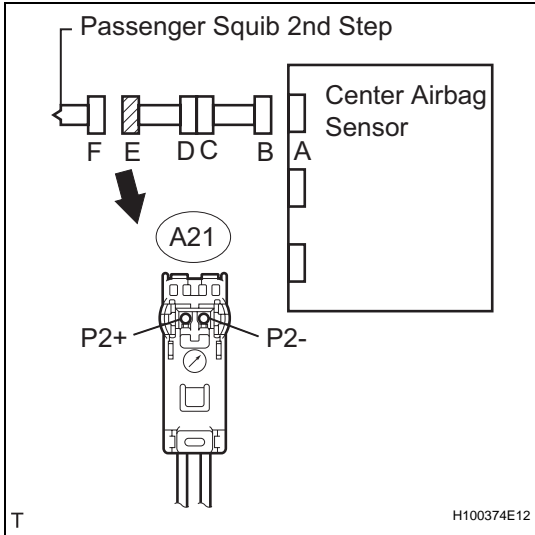 Passenger Squib 2nd Step
Center Airbag
Sensor
F E D C B A
A21
P2+ P2-
T H100374E12